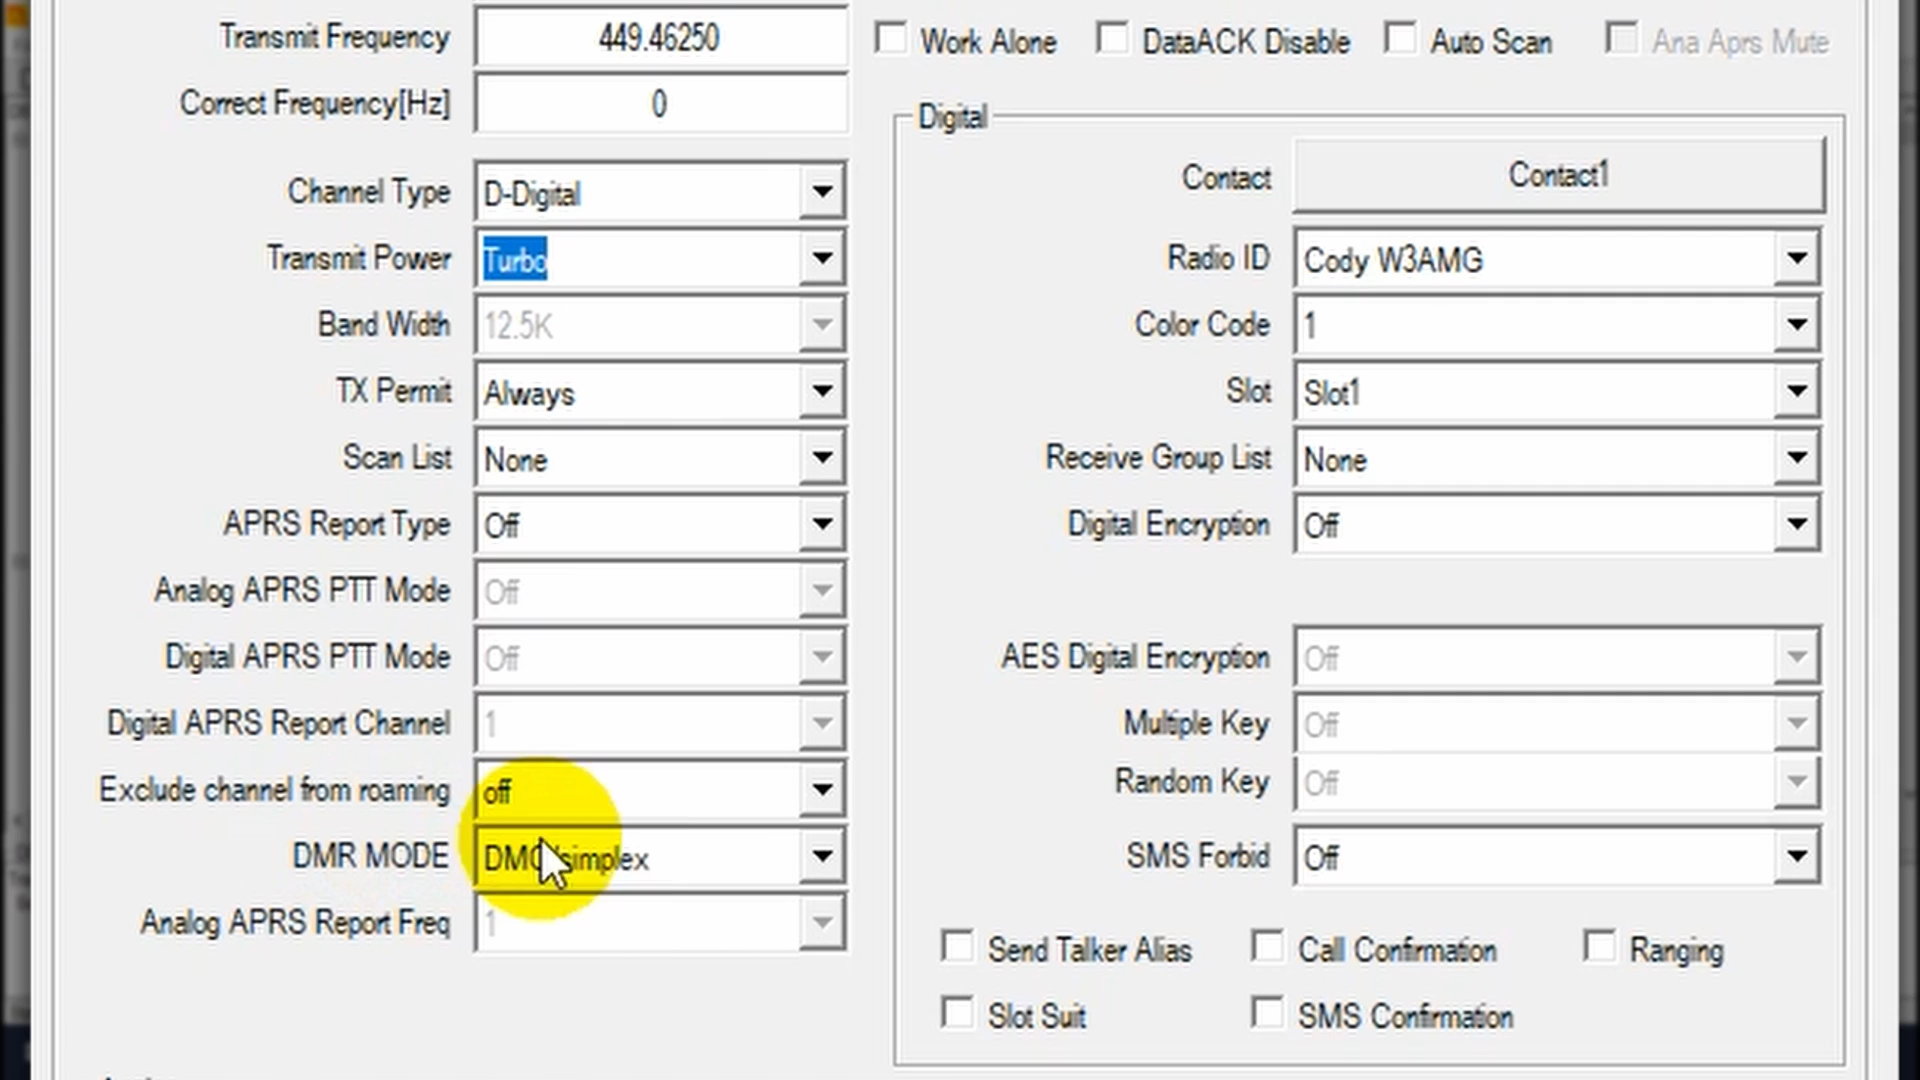 Transmit Frequency 449.46250
Work Alone DataACK Disable Auto Scan Ana Aprs Mute
Correct Frequency[Hz] 0
Digital
Contact Contact1
Channel Type D-Digital
Transmit Power Turbo
Radio ID Cody W3AMG
Band Width 12.5K
Color Code 1
TX Permit Always
Slot Slot1
Scan List None
Receive Group List None
APRS Report Type Off
Digital Encryption Off
Analog APRS PTT Mode Off
Digital APRS PTT Mode Off
AES Digital Encryption Off
Digital APRS Report Channel 1
Multiple Key Off
Exclude channel from roaming off
Random Key Off
DMR MODE simplex
SMS Forbid Off
Analog APRS Report Freq 1
Send Talker Alias Call Confirmation Ranging
Slot Suit SMS Confirmation